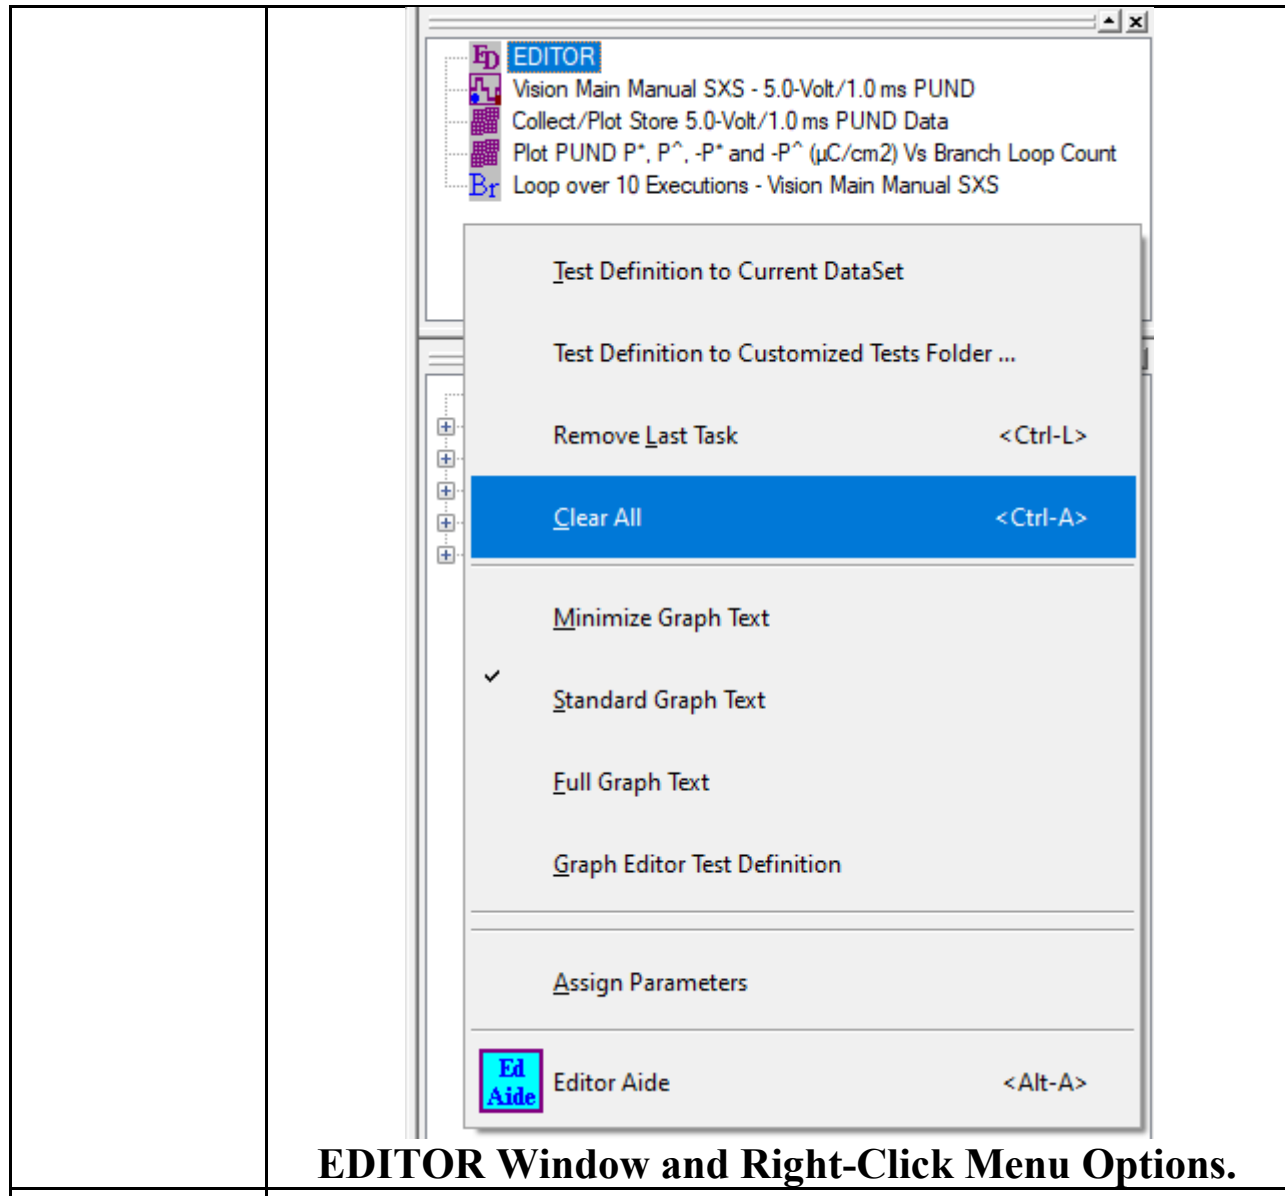 ED EDITOR
Vision Main Manual SXS - 5.0-Volt/1.0 ms PUND
Collect/Plot Store 5.0-Volt/1.0 ms PUND Data
Plot PUND P*, P^, -P* and -P^ (µC/cm2) Vs Branch Loop Count
Br Loop over 10 Executions - Vision Main Manual SXS
Test Definition to Current DataSet
Test Definition to Customized Tests Folder ...
Remove Last Task <Ctrl-L>
Clear All <Ctrl-A>
Minimize Graph Text
Standard Graph Text
Full Graph Text
Graph Editor Test Definition
Assign Parameters
Ed
Aide
Editor Aide <Alt-A>
EDITOR Window and Right-Click Menu Options.